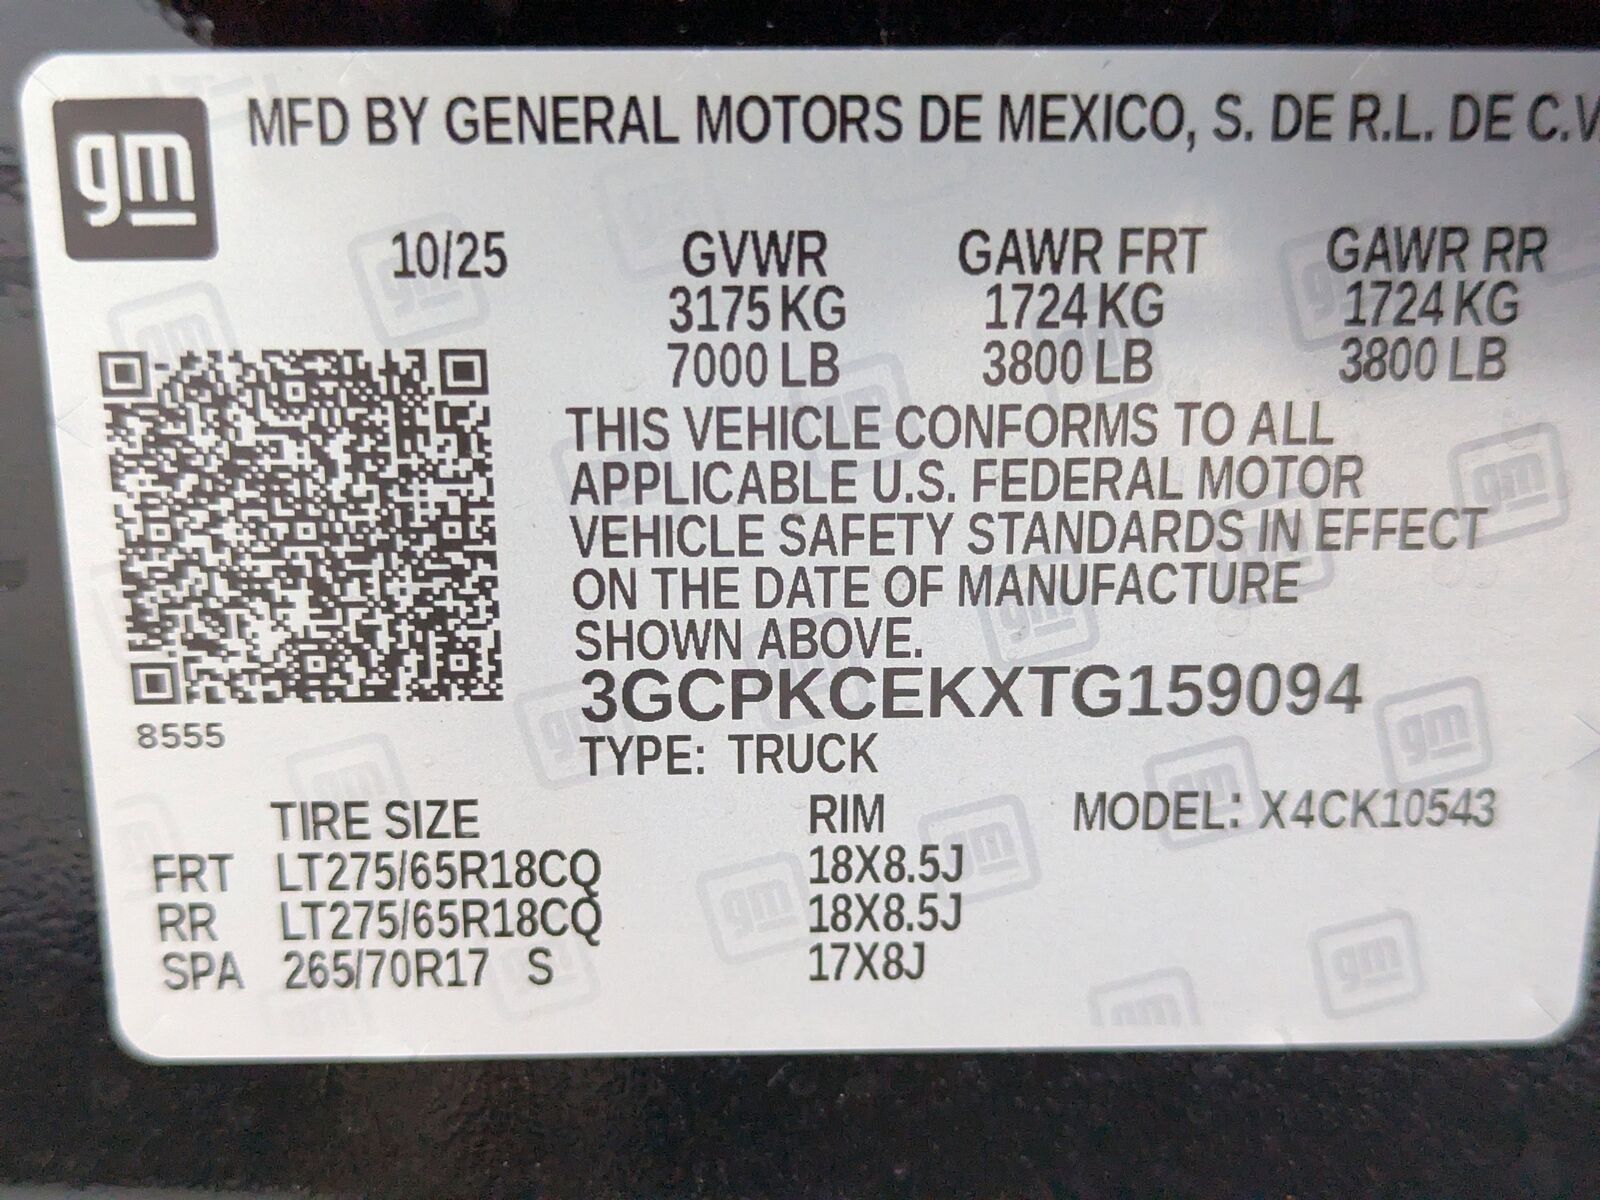 gm MFD BY GENERAL MOTORS DE MEXICO, S. DE R.L. DE C.V.
10/25 GVWR GAWR FRT GAWR RR
3175 KG 1724 KG 1724 KG
7000 LB 3800 LB 3800 LB
THIS VEHICLE CONFORMS TO ALL
APPLICABLE U.S. FEDERAL MOTOR
VEHICLE SAFETY STANDARDS IN EFFECT
ON THE DATE OF MANUFACTURE
SHOWN ABOVE.
3GCPKCEKXTG159094
8555
TYPE: TRUCK
TIRE SIZE RIM MODEL: X4CK10543
FRT LT275/65R18CQ 18X8.5J
RR LT275/65R18CQ 18X8.5J
SPA 265/70R17 S 17X8J